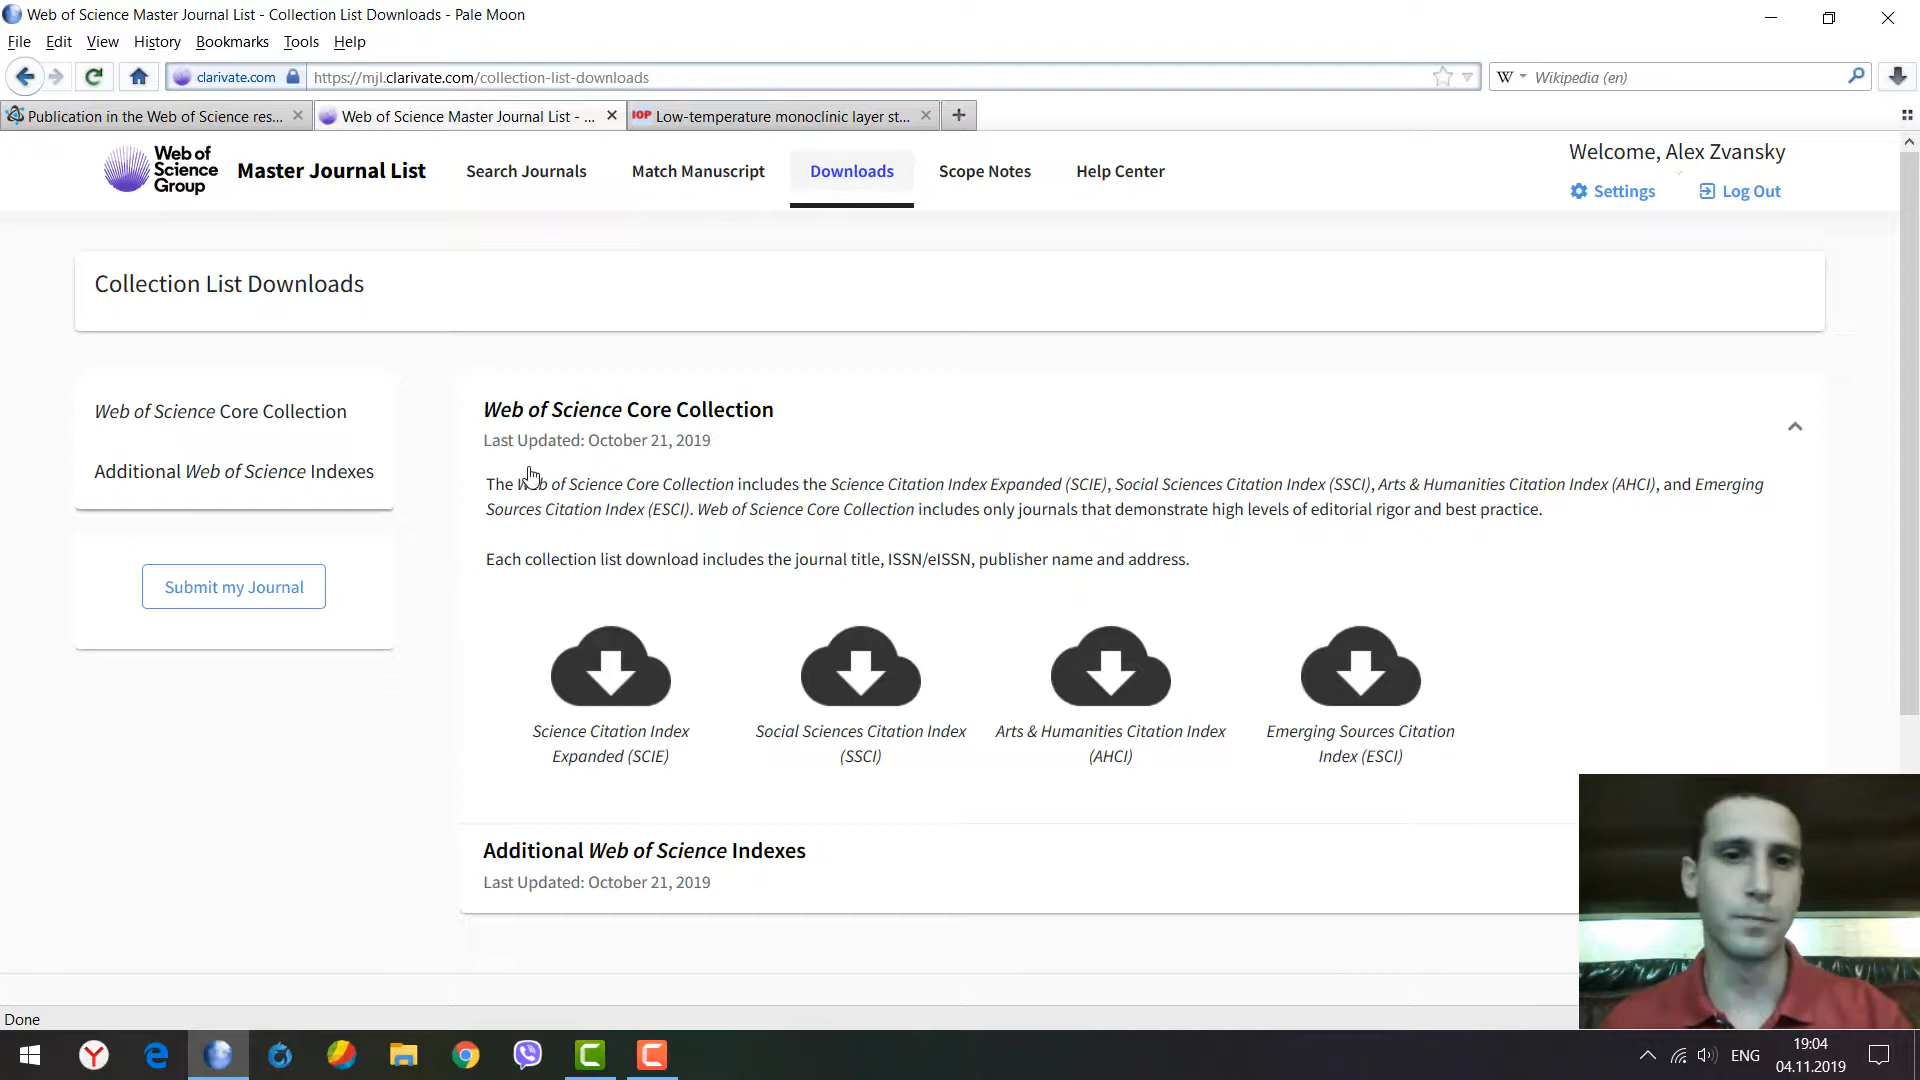 Web of Science Master Journal List - Collection List Downloads - Pale Moon
File Edit View History Bookmarks Tools Help
clarivate.com https://mjl.clarivate.com/collection-list-downloads W Wikipedia (en)
Publication in the Web of Science res... Web of Science Master Journal List - ... IOP Low-temperature monoclinic layer st...
Web of Science Group Master Journal List Search Journals Match Manuscript Downloads Scope Notes Help Center Welcome, Alex Zvansky
Settings Log Out
Collection List Downloads
Web of Science Core Collection
Additional Web of Science Indexes
Submit my Journal
Web of Science Core Collection
Last Updated: October 21, 2019
The Web of Science Core Collection includes the Science Citation Index Expanded (SCIE), Social Sciences Citation Index (SSCI), Arts & Humanities Citation Index (AHCI), and Emerging
Sources Citation Index (ESCI). Web of Science Core Collection includes only journals that demonstrate high levels of editorial rigor and best practice.
Each collection list download includes the journal title, ISSN/eISSN, publisher name and address.
Science Citation Index
Expanded (SCIE)
Social Sciences Citation Index
(SSCI)
Arts & Humanities Citation Index
(AHCI)
Emerging Sources Citation
Index (ESCI)
Additional Web of Science Indexes
Last Updated: October 21, 2019
Done
ENG 19:04
04.11.2019